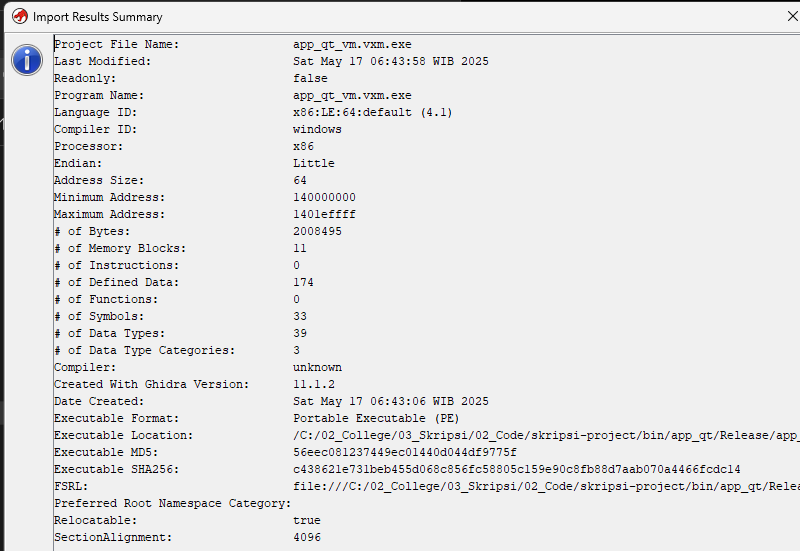 Import Results Summary
Project File Name: app_qt_vm.vxm.exe
Last Modified: Sat May 17 06:43:58 WIB 2025
Readonly: false
Program Name: app_qt_vm.vxm.exe
Language ID: x86:LE:64:default (4.1)
Compiler ID: windows
Processor: x86
Endian: Little
Address Size: 64
Minimum Address: 140000000
Maximum Address: 1401effff
# of Bytes: 2008495
# of Memory Blocks: 11
# of Instructions: 0
# of Defined Data: 174
# of Functions: 0
# of Symbols: 33
# of Data Types: 39
# of Data Type Categories: 3
Compiler: unknown
Created With Ghidra Version: 11.1.2
Date Created: Sat May 17 06:43:06 WIB 2025
Executable Format: Portable Executable (PE)
Executable Location: /C:/02_College/03_Skripsi/02_Code/skripsi-project/bin/app_qt/Release/app_
Executable MD5: 56eec081237449ec01440d044df9775f
Executable SHA256: c438621e731beb455d068c856fc58805c159e90c8fb88d7aab070a4466fcdc14
FSRL: file:///C:/02_College/03_Skripsi/02_Code/skripsi-project/bin/app_qt/Relea
Preferred Root Namespace Category:
Relocatable: true
SectionAlignment: 4096